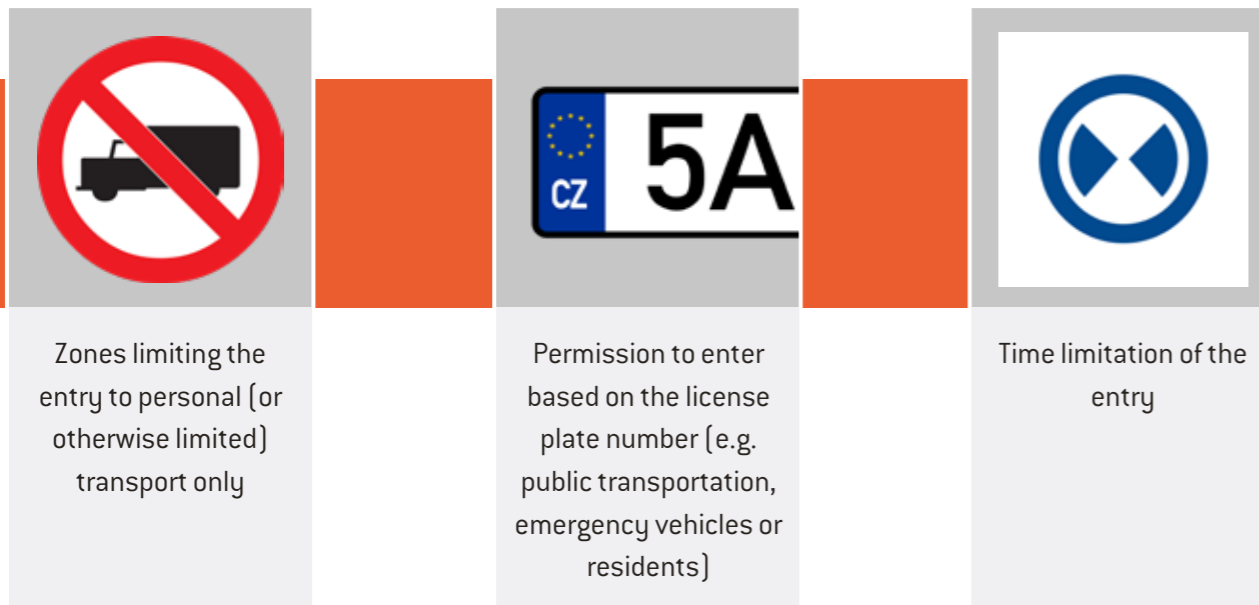 CZ
5A
Zones limiting the
entry to personal (or
otherwise limited)
transport only
Permission to enter
based on the license
plate number (e.g.
public transportation,
emergency vehicles or
residents)
Time limitation of the
entry